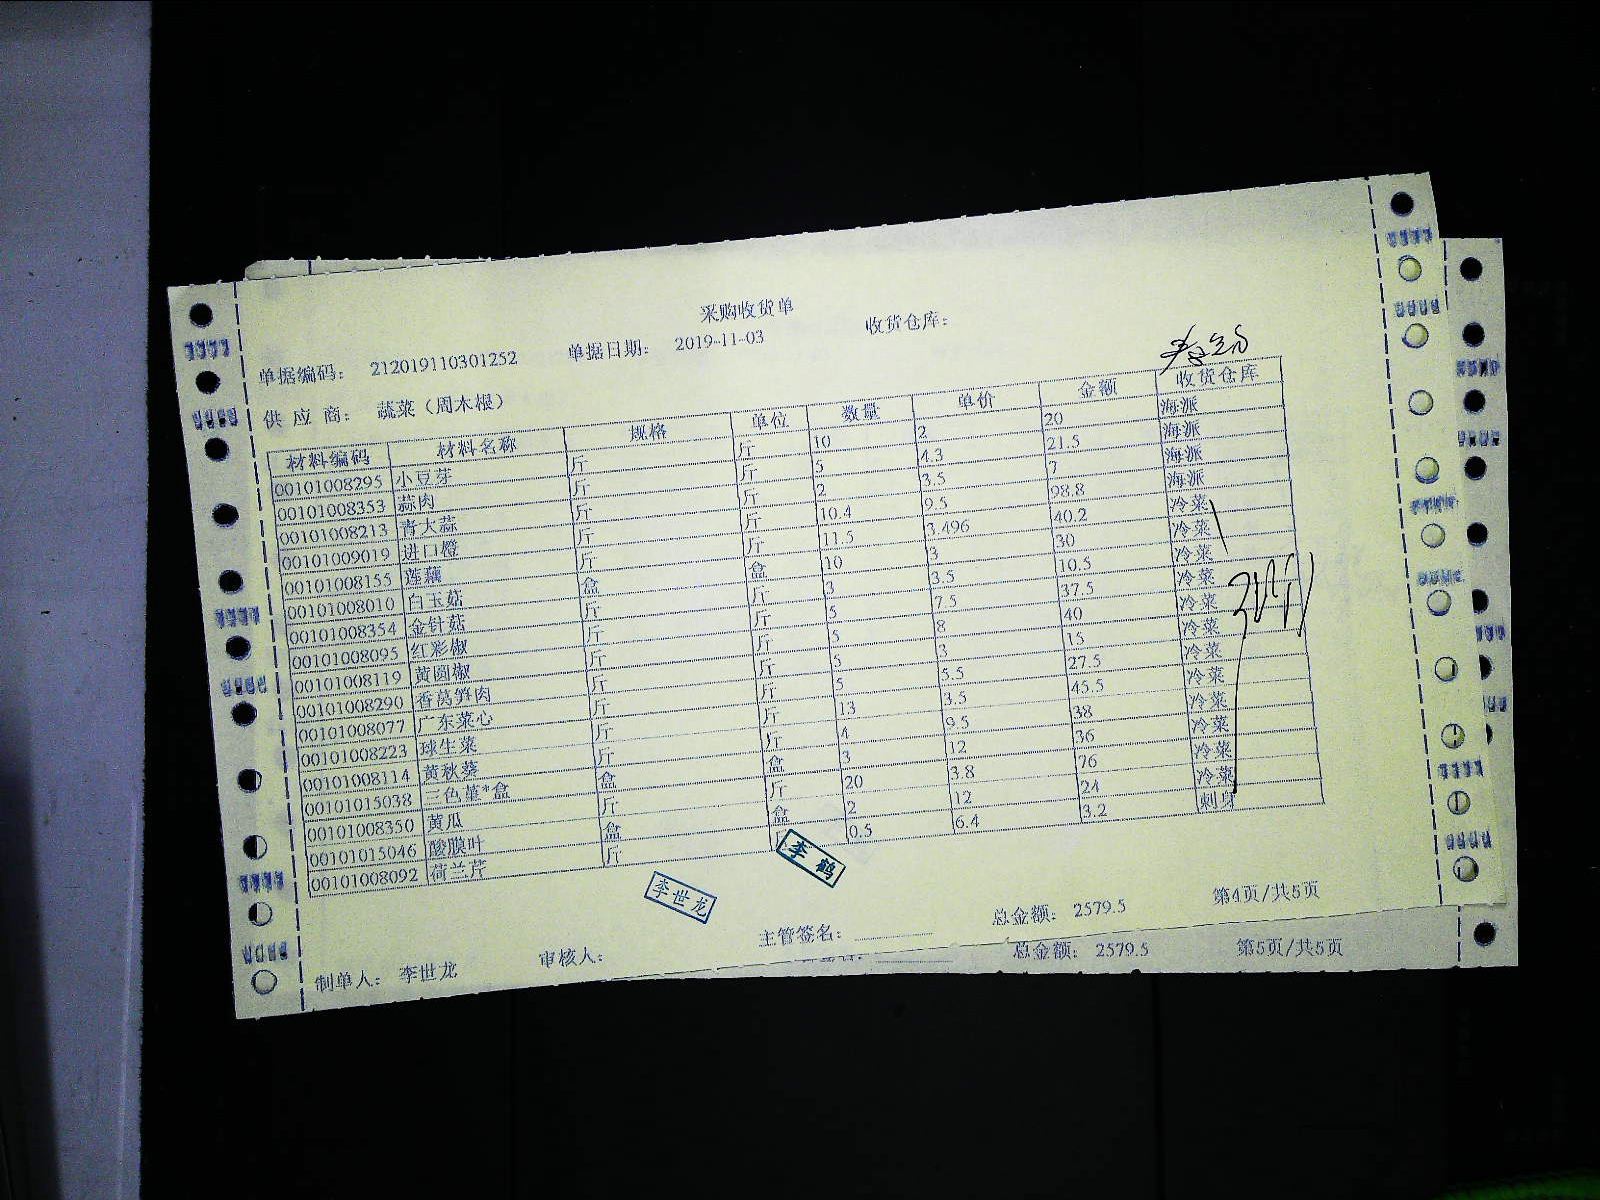 采购收货单
单据编码： 212019110301252 单据日期： 2019-11-03 收货仓库：
供 应 商： 蔬菜（周木根）
材料编码 材料名称 规格 单位 数量 单价 金额 收货仓库
00101008295 小豆芽 斤 斤 10 2 20 海派
00101008353 蒜肉 斤 斤 5 4.3 21.5 海派
00101008213 青大蒜 斤 斤 2 3.5 7 海派
00101009019 进口橙 斤 斤 10.4 9.5 98.8 海派
00101008155 莲藕 斤 斤 11.5 3.496 40.2 冷菜
00101008010 白玉菇 盒 盒 10 3 30 冷菜
00101008354 金针菇 斤 斤 3 3.5 10.5 冷菜
00101008095 红彩椒 斤 斤 5 7.5 37.5 冷菜
00101008119 黄圆椒 斤 斤 5 8 40 冷菜
00101008290 香莴笋肉 斤 斤 5 3 15 冷菜
00101008077 广东菜心 斤 斤 5 5.5 27.5 冷菜
00101008223 球生菜 斤 斤 13 3.5 45.5 冷菜
00101008114 黄秋葵 斤 斤 4 9.5 38 冷菜
00101015038 三色堇*盒 盒 盒 3 12 36 冷菜
00101008350 黄瓜 斤 斤 20 3.8 76 冷菜
00101015046 酸膜叶 盒 盒 2 12 24 冷菜
00101008092 荷兰芹 斤 0.5 6.4 3.2 刺身
李鹤
李世龙
制单人： 李世龙 审核人： 主管签名： 总金额： 2579.5 第4页/共5页
总金额： 2579.5 第5页/共5页